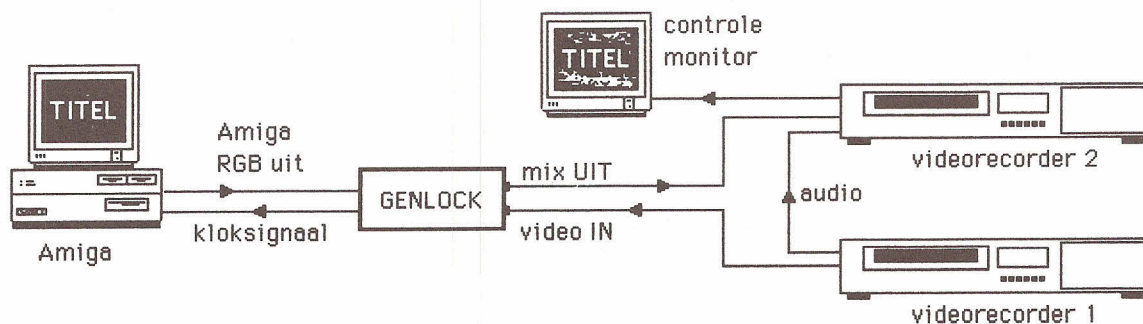 TITEL
Amiga
RGB uit
kloksignaal
Amiga
GENLOCK
mix UIT
video IN
TITEL
controle
monitor
videorecorder 2
audio
videorecorder 1